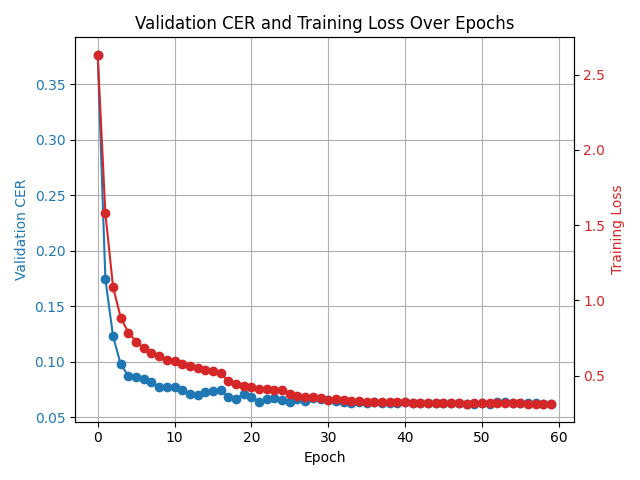 Validation CER and Training Loss Over Epochs
Validation CER
0.35
0.30
0.25
0.20
0.15
0.10
0.05
0 10 20 30 40 50 60
Epoch
2.5
2.0
1.5
1.0
0.5
Training Loss